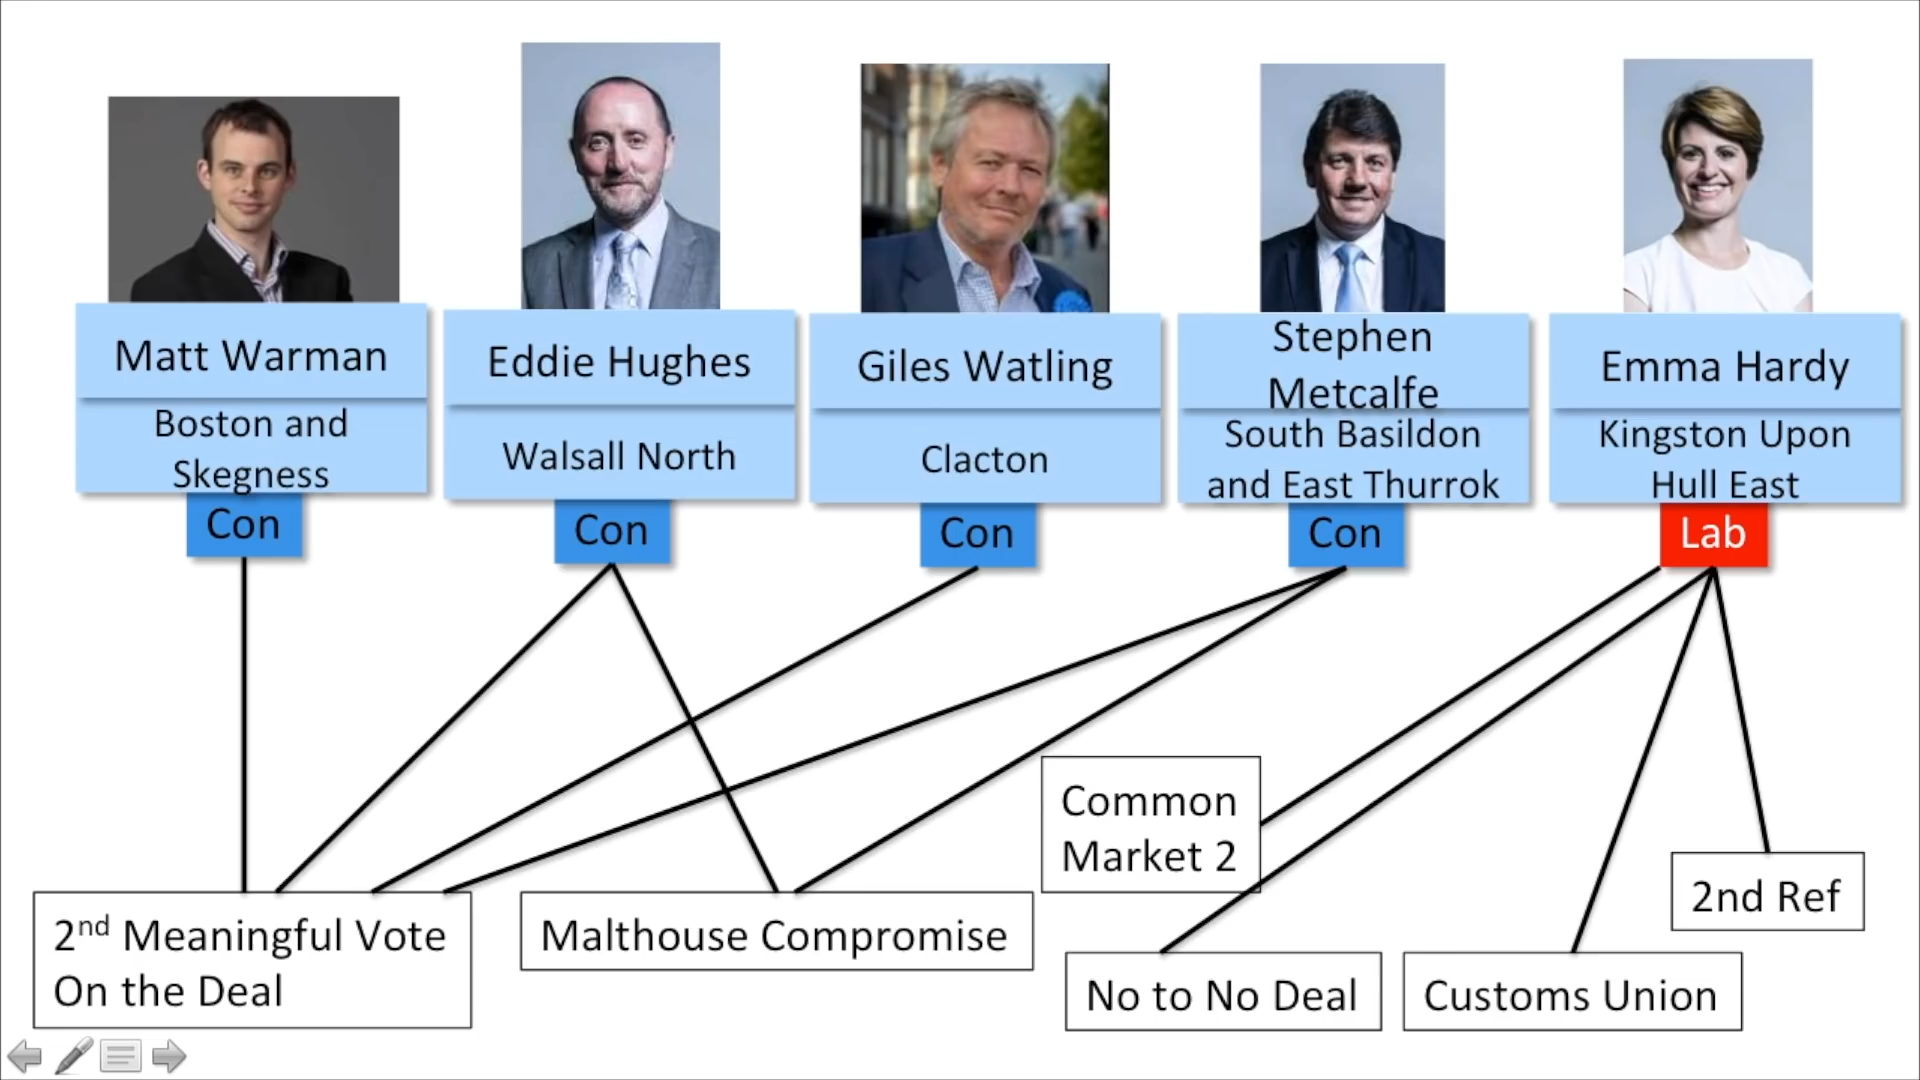 Matt Warman
Boston and
Skegness
Con
Eddie Hughes
Walsall North
Con
Giles Watling
Clacton
Con
Stephen
Metcalfe
South Basildon
and East Thurrok
Con
Emma Hardy
Kingston Upon
Hull East
Lab
2nd Meaningful Vote
On the Deal
Malthouse Compromise
Common
Market 2
No to No Deal
Customs Union
2nd Ref